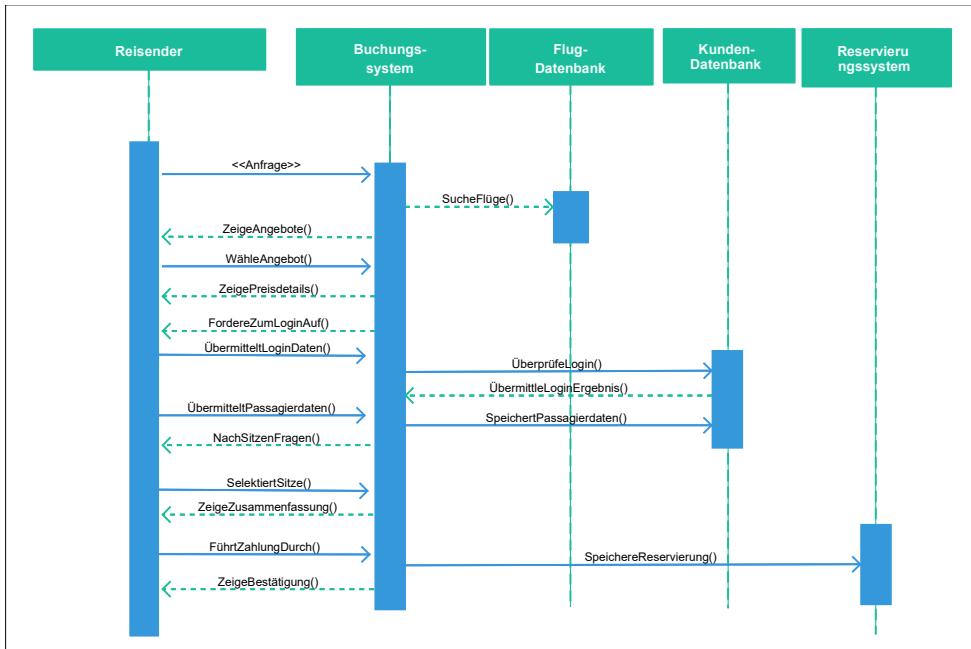 Reisender
Buchungs-
system
Flug-
Datenbank
Kunden-
Datenbank
Reservieru
ngssystem
<<Anfrage>>
SucheFlüge()
ZeigeAngebote()
WähleAngebot()
ZeigePreisdetails()
FordereZumLoginAuf()
ÜbermitteltLoginDaten()
ÜberprüfeLogin()
ÜbermittleLoginErgebnis()
ÜbermitteltPassagierdaten()
SpeichertPassagierdaten()
NachSitzenFragen()
SelektiertSitze()
ZeigeZusammenfassung()
FührtZahlungDurch()
SpeichereReservierung()
ZeigeBestätigung()